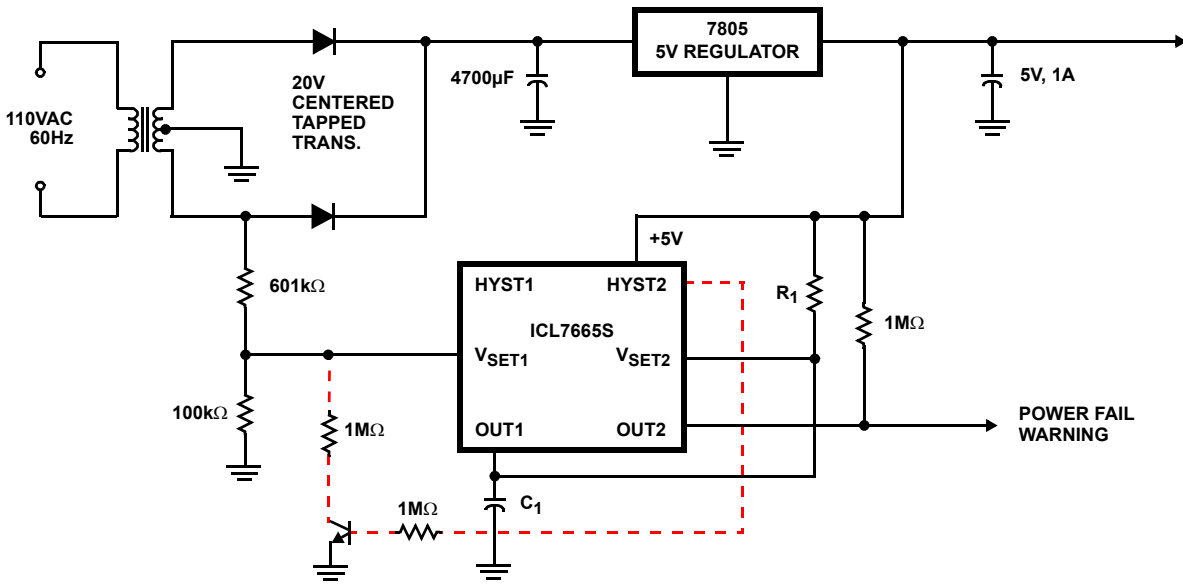 7805
5V REGULATOR
110VAC
60Hz
20V
CENTERED
TAPPED
TRANS.
4700µF
5V, 1A
+5V
601kΩ
HYST1
HYST2
R1
1MΩ
ICL7665S
VSET1
VSET2
100kΩ
1MΩ
OUT1
OUT2
POWER FAIL
WARNING
C1
1MΩ